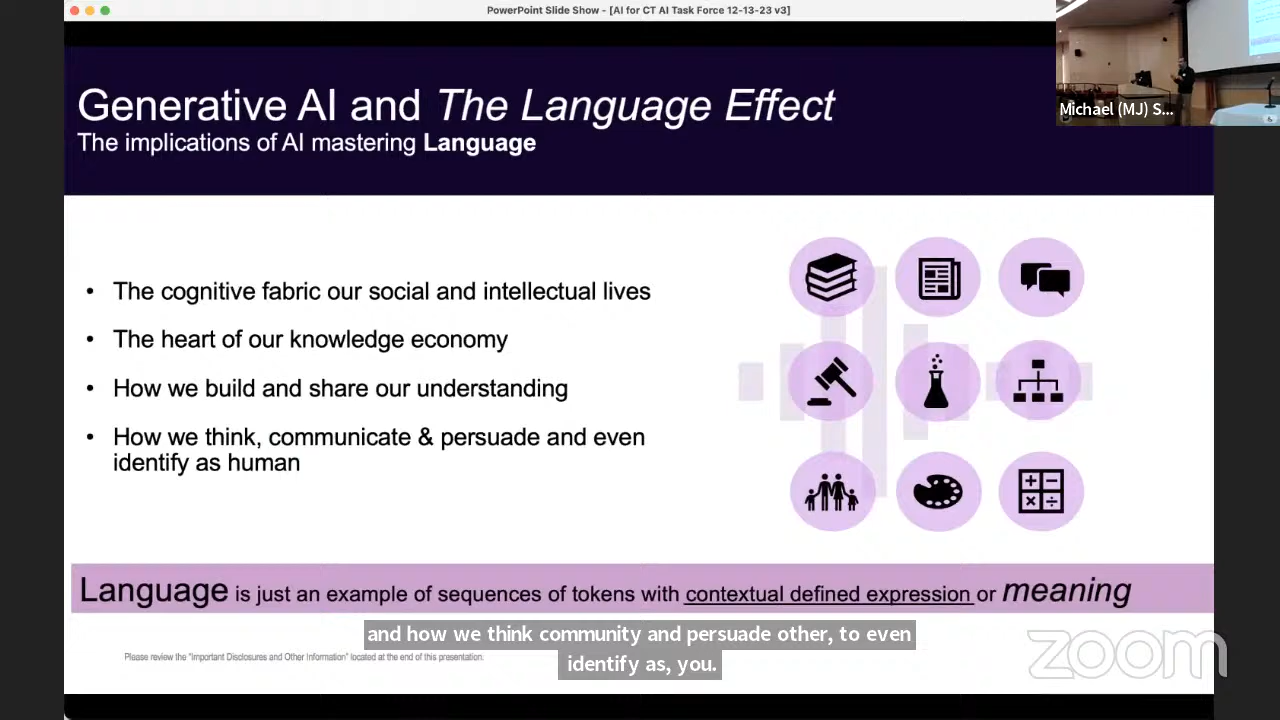 PowerPoint Slide Show - [AI for CT AI Task Force 12-13-23 v3]
Michael (MJ) S...
Generative AI and The Language Effect
The implications of AI mastering Language
• The cognitive fabric our social and intellectual lives
• The heart of our knowledge economy
• How we build and share our understanding
• How we think, communicate & persuade and even
identify as human
Language is just an example of sequences of tokens with contextual defined expression or meaning
and how we think community and persuade other, to even
identify as, you.
Please review the "Important Disclosures and Other Information" located at the end of this presentation.
zoom